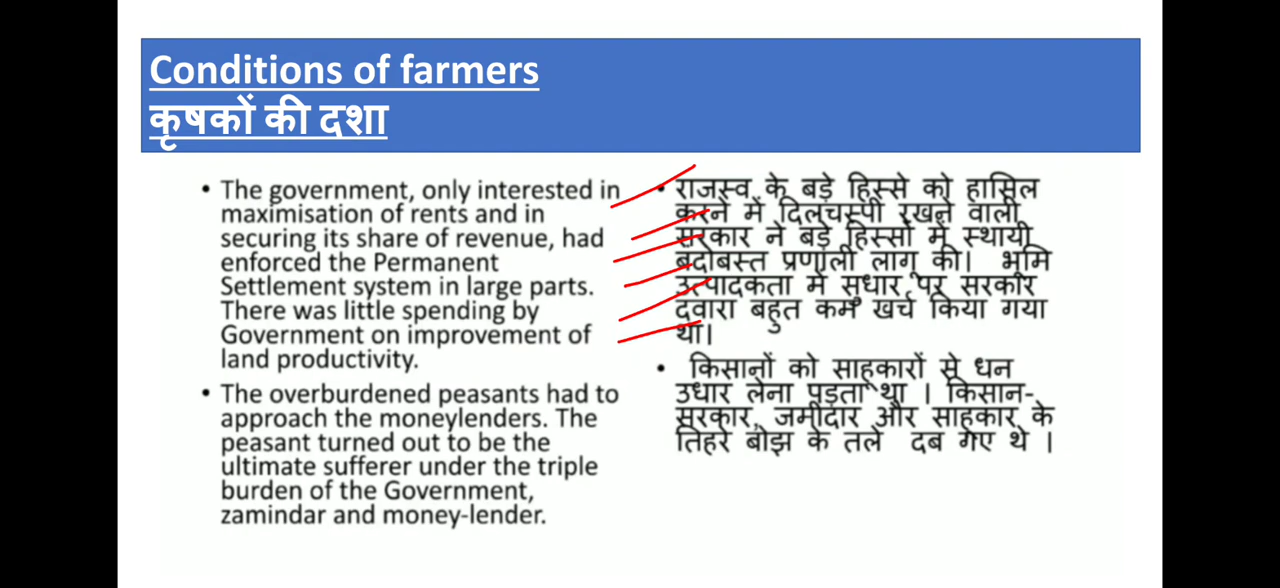 Conditions of farmers
कृषकों की दशा
• The government, only interested in
maximisation of rents and in
securing its share of revenue, had
enforced the Permanent
Settlement system in large parts.
There was little spending by
Government on improvement of
land productivity.
• The overburdened peasants had to
approach the moneylenders. The
peasant turned out to be the
ultimate sufferer under the triple
burden of the Government,
zamindar and money-lender.
• राजस्व के बड़े हिस्से को हासिल
करने में दिलचस्पी रखने वाली
सरकार ने बड़े हिस्सों में स्थायी
बंदोबस्त प्रणाली लागू की। भूमि
उत्पादकता में सुधार पर सरकार
दवारा बहुत कम खर्च किया गया
था।
• किसानों को साहूकारों से धन
उधार लेना पड़ता था । किसान-
सरकार, जमींदार और साहूकार के
तिहरे बोझ के तले दब गए थे ।